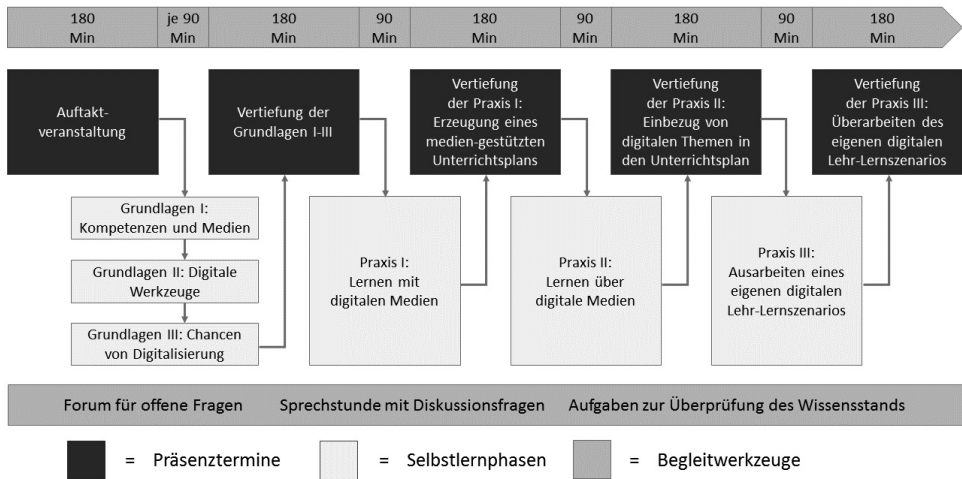 180
Min
je 90
Min
180
Min
90
Min
180
Min
90
Min
180
Min
90
Min
180
Min
Auftakt-
veranstaltung
Vertiefung der
Grundlagen I-III
Vertiefung
der Praxis I:
Erzeugung eines
medien-gestützten
Unterrichtsplans
Vertiefung
der Praxis II:
Einbezug von
digitalen Themen in
den Unterrichtsplan
Vertiefung
der Praxis III:
Überarbeiten des
eigenen digitalen
Lehr-Lernszenarios
Grundlagen I:
Kompetenzen und Medien
Grundlagen II: Digitale
Werkzeuge
Grundlagen III: Chancen
von Digitalisierung
Praxis I:
Lernen mit
digitalen Medien
Praxis II:
Lernen über
digitale Medien
Praxis III:
Ausarbeiten eines
eigenen digitalen
Lehr-Lernszenarios
Forum für offene Fragen Sprechstunde mit Diskussionsfragen Aufgaben zur Überprüfung des Wissensstands
= Präsenztermine = Selbstlernphasen = Begleitwerkzeuge